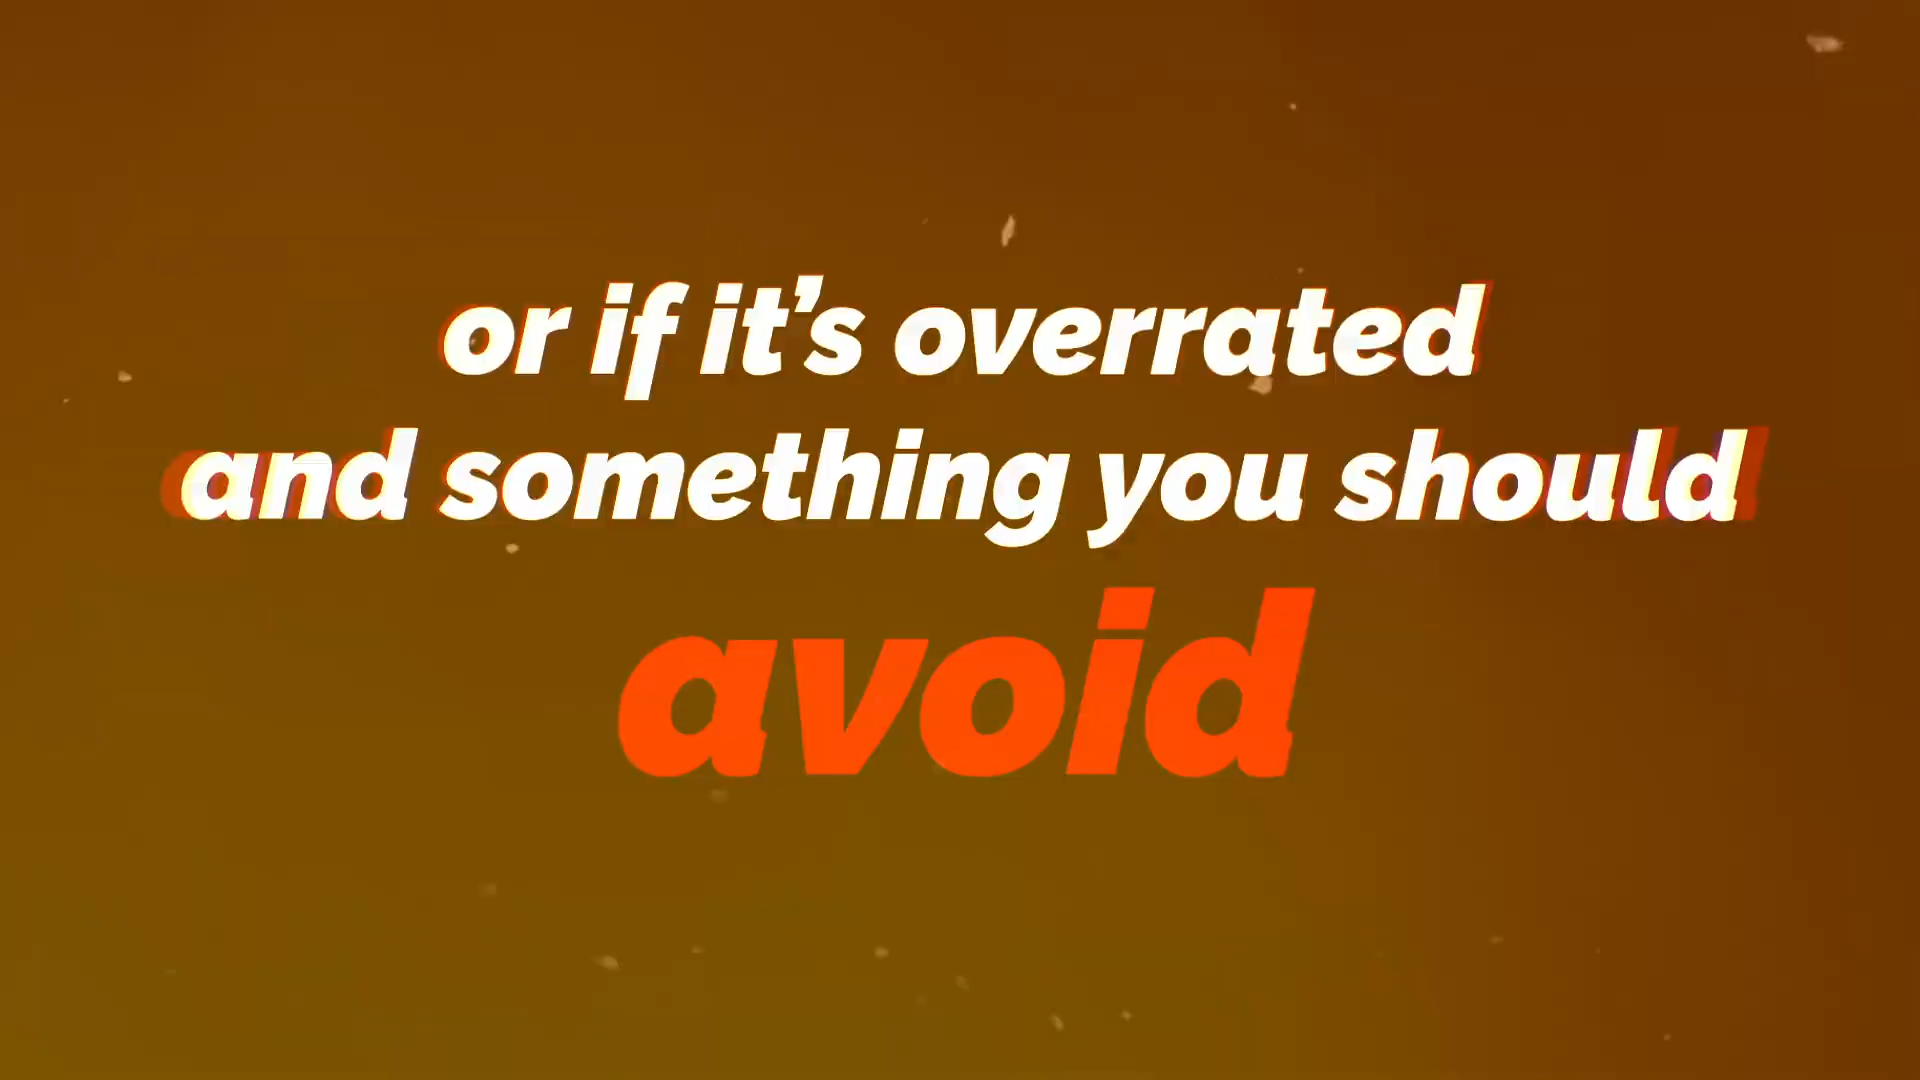 or if it’s overrated
and something you should
avoid